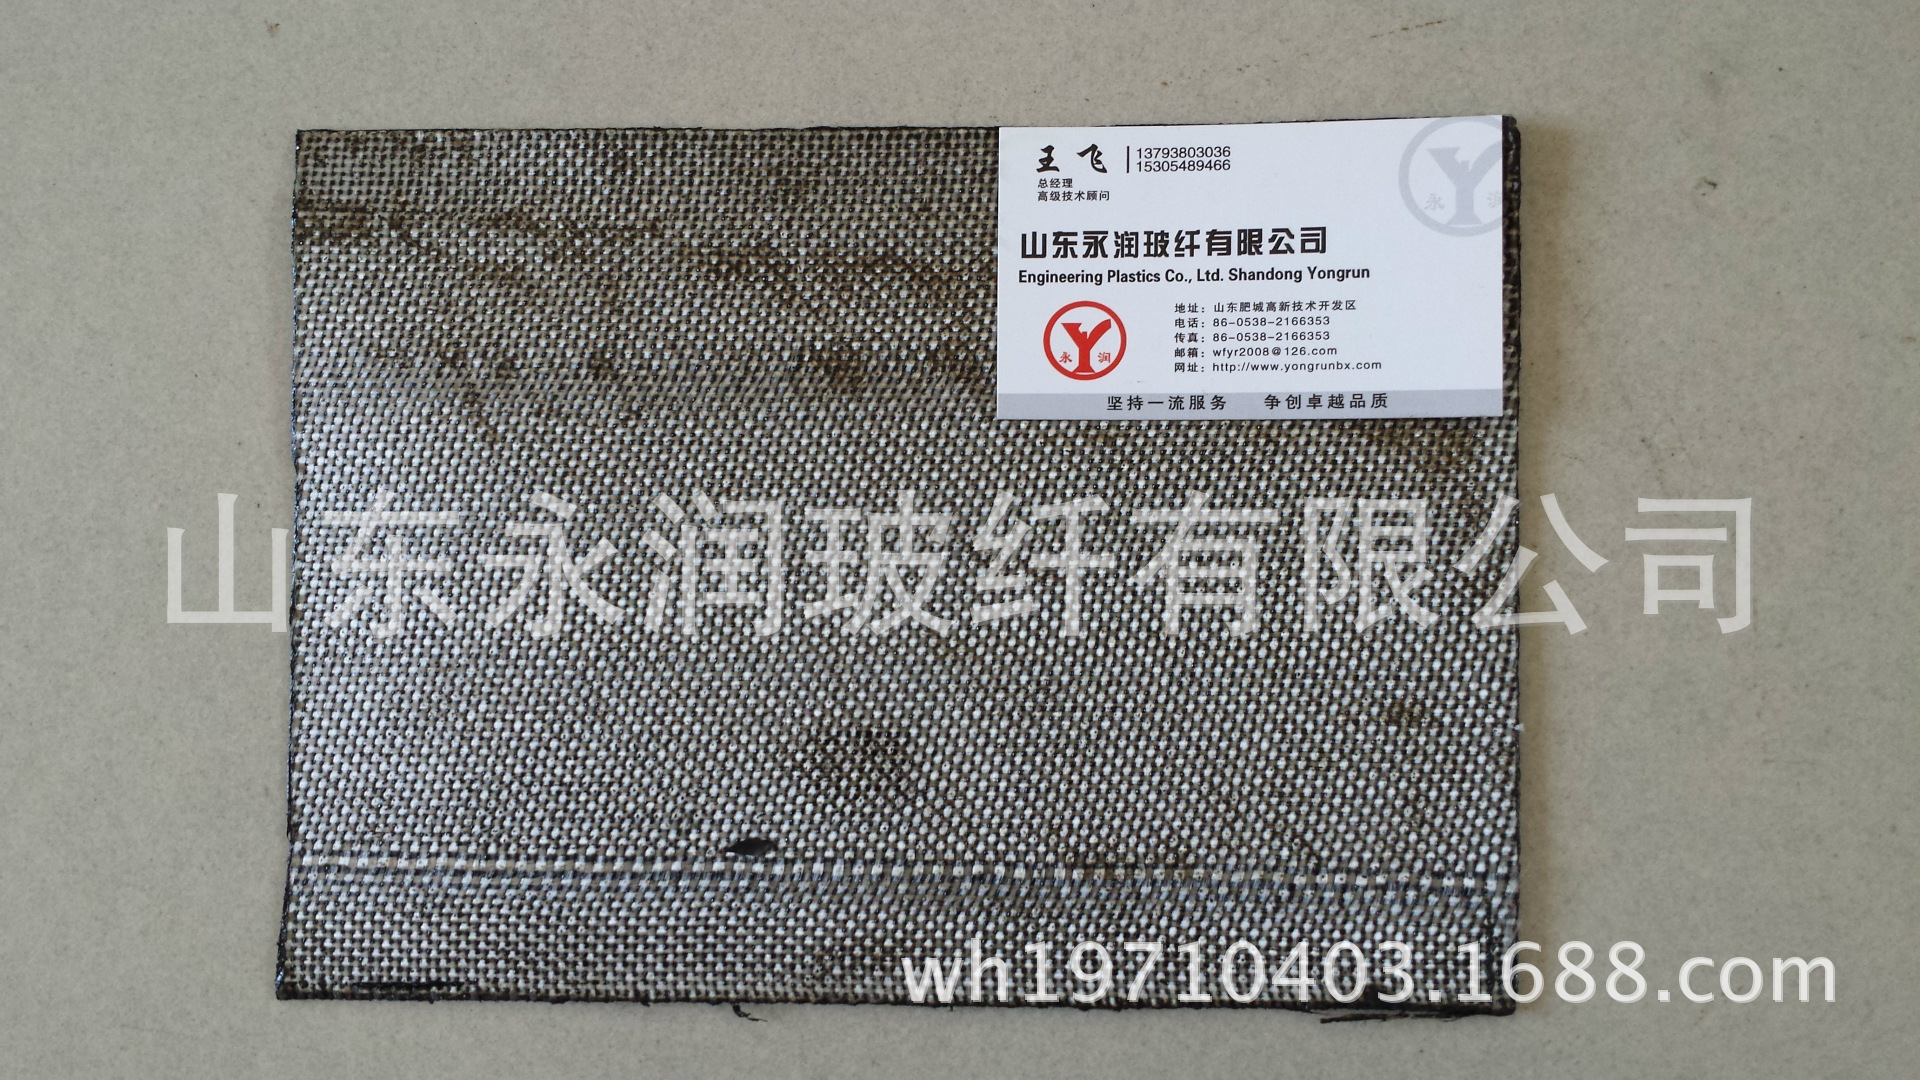 王飞 13793803036
15305489466
总经理
高级技术顾问
永 润
山东永润玻纤有限公司
Engineering Plastics Co., Ltd. Shandong Yongrun
永 润
地址：山东肥城高新技术开发区
电话：86-0538-2166353
传真：86-0538-2166353
邮箱：wfyr2008@126.com
网址：http://www.yongrunbx.com
坚持一流服务 争创卓越品质
山东永润玻纤有限公司
wh19710403.1688.com